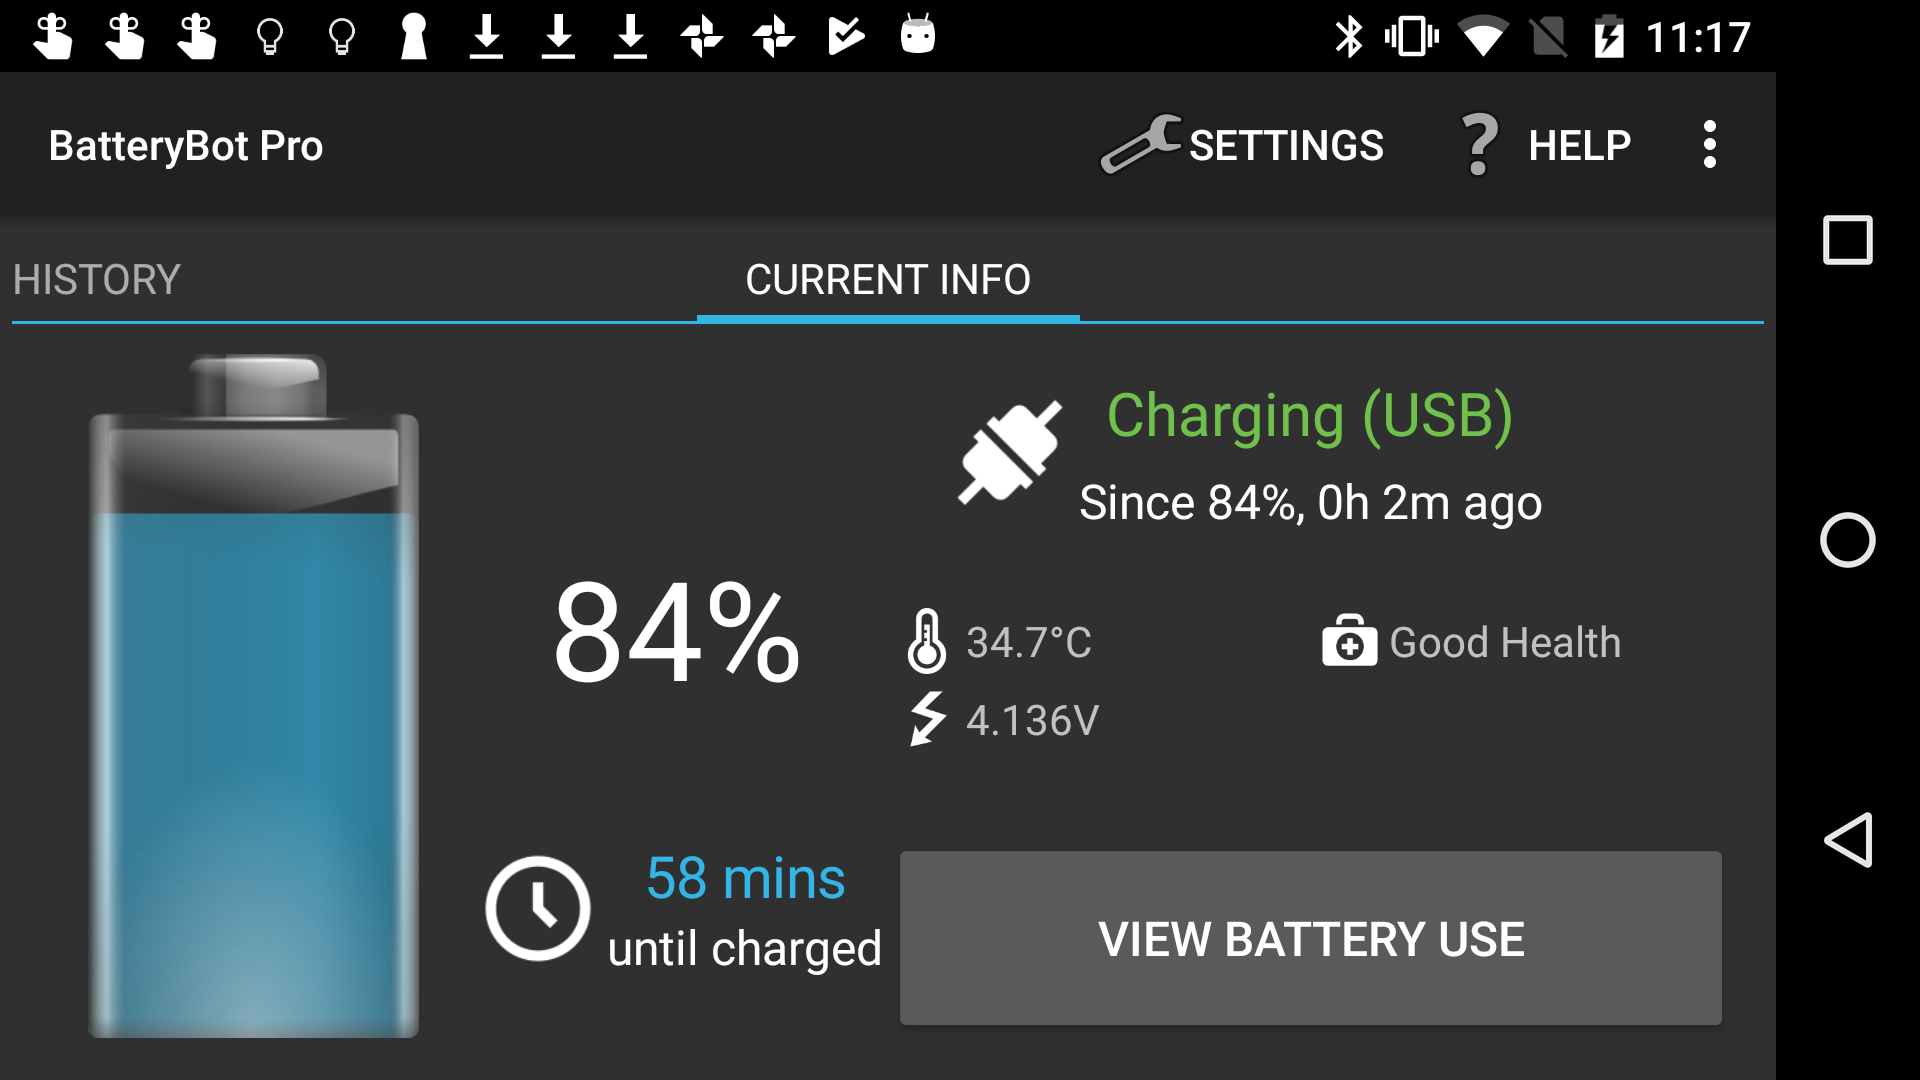 11:17
BatteryBot Pro
SETTINGS
HELP
HISTORY
CURRENT INFO
Charging (USB)
Since 84%, 0h 2m ago
84%
34.7°C
Good Health
4.136V
58 mins
until charged
VIEW BATTERY USE